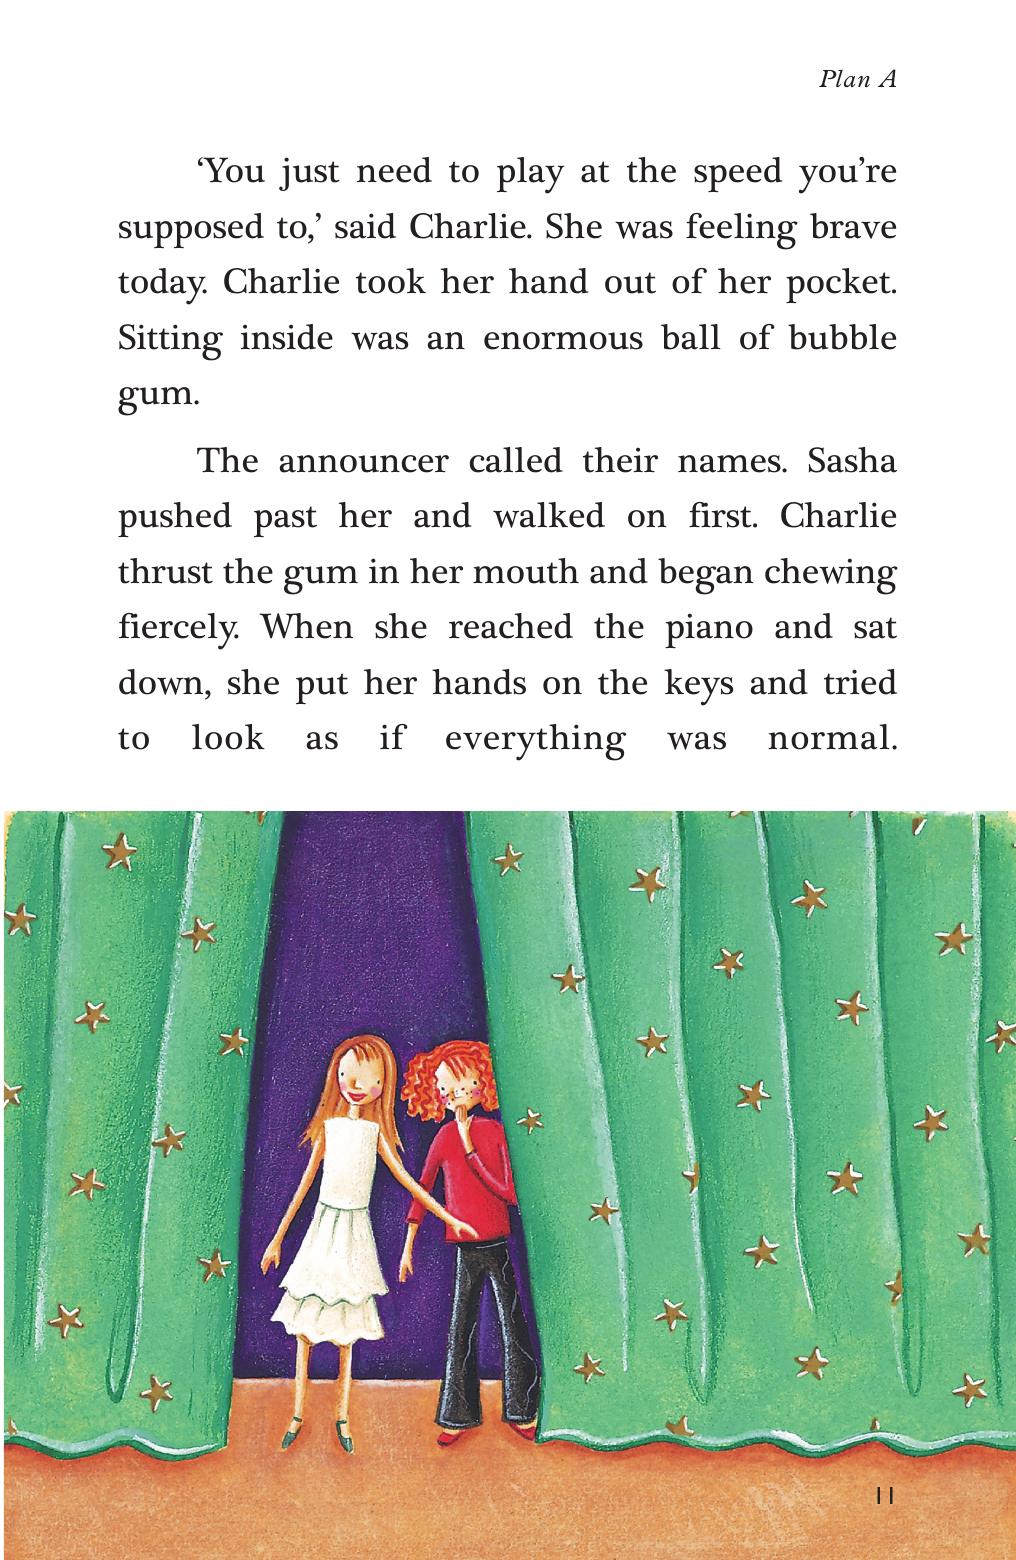 Plan A
‘You just need to play at the speed you’re
supposed to,’ said Charlie. She was feeling brave
today. Charlie took her hand out of her pocket.
Sitting inside was an enormous ball of bubble
gum.
The announcer called their names. Sasha
pushed past her and walked on first. Charlie
thrust the gum in her mouth and began chewing
fiercely. When she reached the piano and sat
down, she put her hands on the keys and tried
to look as if everything was normal.
11